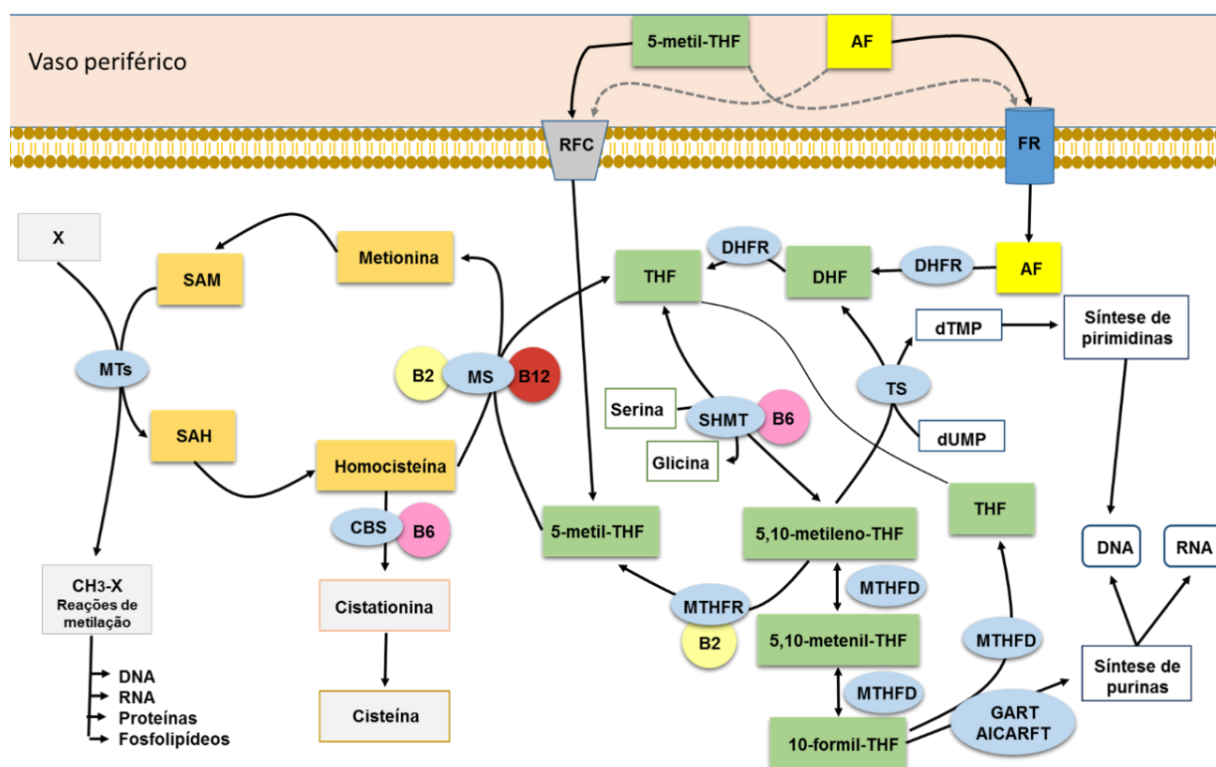 5-metil-THF
AF
Vaso periférico
RFC
FR
X
SAM
Metionina
THF
DHFR
DHF
DHFR
AF
dTMP
Síntese de
pirimidinas
MTs
B2
MS
B12
TS
Serina
SHMT
B6
dUMP
SAH
Homocisteína
Glicina
CBS
B6
5-metil-THF
5,10-metileno-THF
THF
DNA
RNA
CH3-X
Reações de
metilação
Cistationina
MTHFR
B2
MTHFD
5,10-metenil-THF
MTHFD
MTHFD
Síntese de
purinas
DNA
RNA
Proteínas
Fosfolipídeos
Cisteína
10-formil-THF
GART
AICARFT